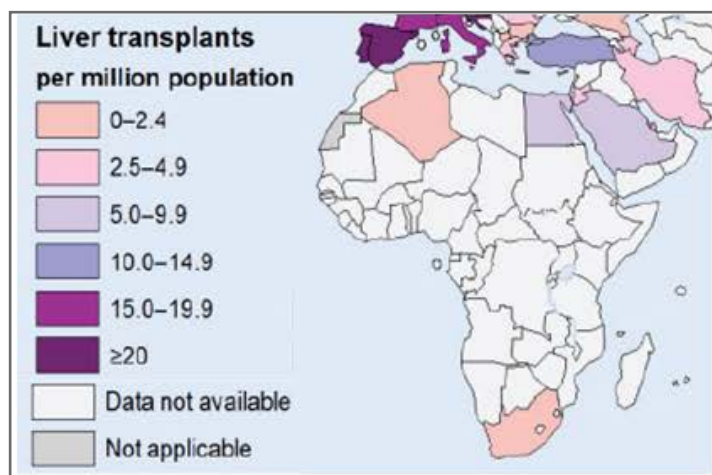 Liver transplants
per million population
0–2.4
2.5–4.9
5.0–9.9
10.0–14.9
15.0–19.9
≥20
Data not available
Not applicable